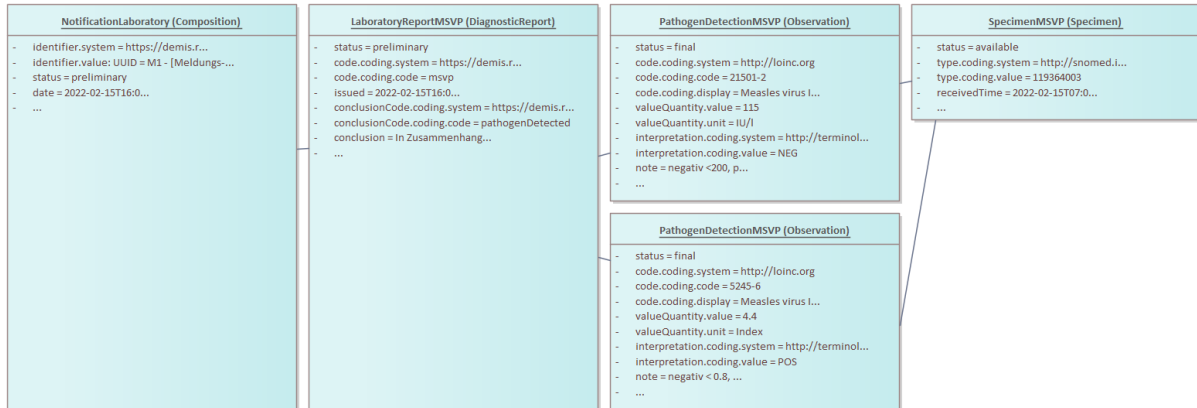 NotificationLaboratory (Composition)
- identifier.system = https://demis.r...
- identifier.value: UUID = M1 - [Meldungs-...
- status = preliminary
- date = 2022-02-15T16:0...
- ...
LaboratoryReportMSVP (DiagnosticReport)
- status = preliminary
- code.coding.system = https://demis.r...
- code.coding.code = msvp
- issued = 2022-02-15T16:0...
- conclusionCode.coding.system = https://demis.r...
- conclusionCode.coding.code = pathogenDetected
- conclusion = In Zusammenhang...
- ...
PathogenDetectionMSVP (Observation)
- status = final
- code.coding.system = http://loinc.org
- code.coding.code = 21501-2
- code.coding.display = Measles virus I...
- valueQuantity.value = 115
- valueQuantity.unit = IU/l
- interpretation.coding.system = http://terminol...
- interpretation.coding.value = NEG
- note = negativ <200, p...
- ...
SpecimenMSVP (Specimen)
- status = available
- type.coding.system = http://snomed.i...
- type.coding.value = 119364003
- receivedTime = 2022-02-15T07:0...
- ...
PathogenDetectionMSVP (Observation)
- status = final
- code.coding.system = http://loinc.org
- code.coding.code = 5245-6
- code.coding.display = Measles virus I...
- valueQuantity.value = 4.4
- valueQuantity.unit = Index
- interpretation.coding.system = http://terminol...
- interpretation.coding.value = POS
- note = negativ < 0.8, ...
- ...